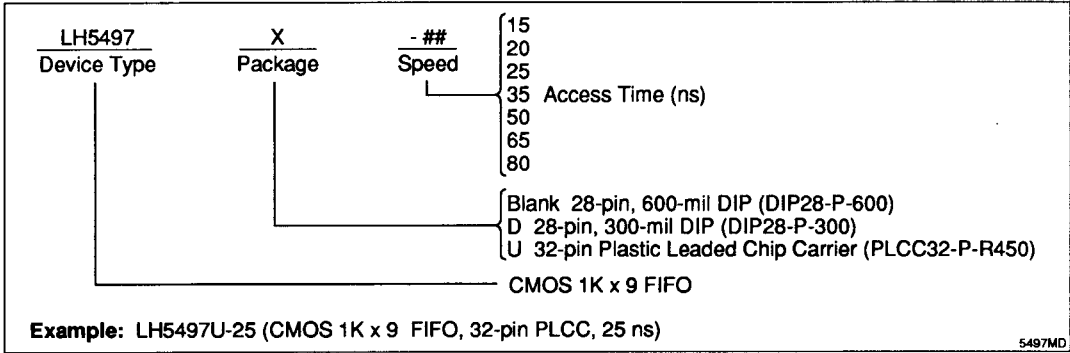 LH5497 X - ##
Device Type Package Speed
15
20
25
35 Access Time (ns)
50
65
80
Blank 28-pin, 600-mil DIP (DIP28-P-600)
D 28-pin, 300-mil DIP (DIP28-P-300)
U 32-pin Plastic Leaded Chip Carrier (PLCC32-P-R450)
CMOS 1K x 9 FIFO
Example: LH5497U-25 (CMOS 1K x 9 FIFO, 32-pin PLCC, 25 ns)
5497MD